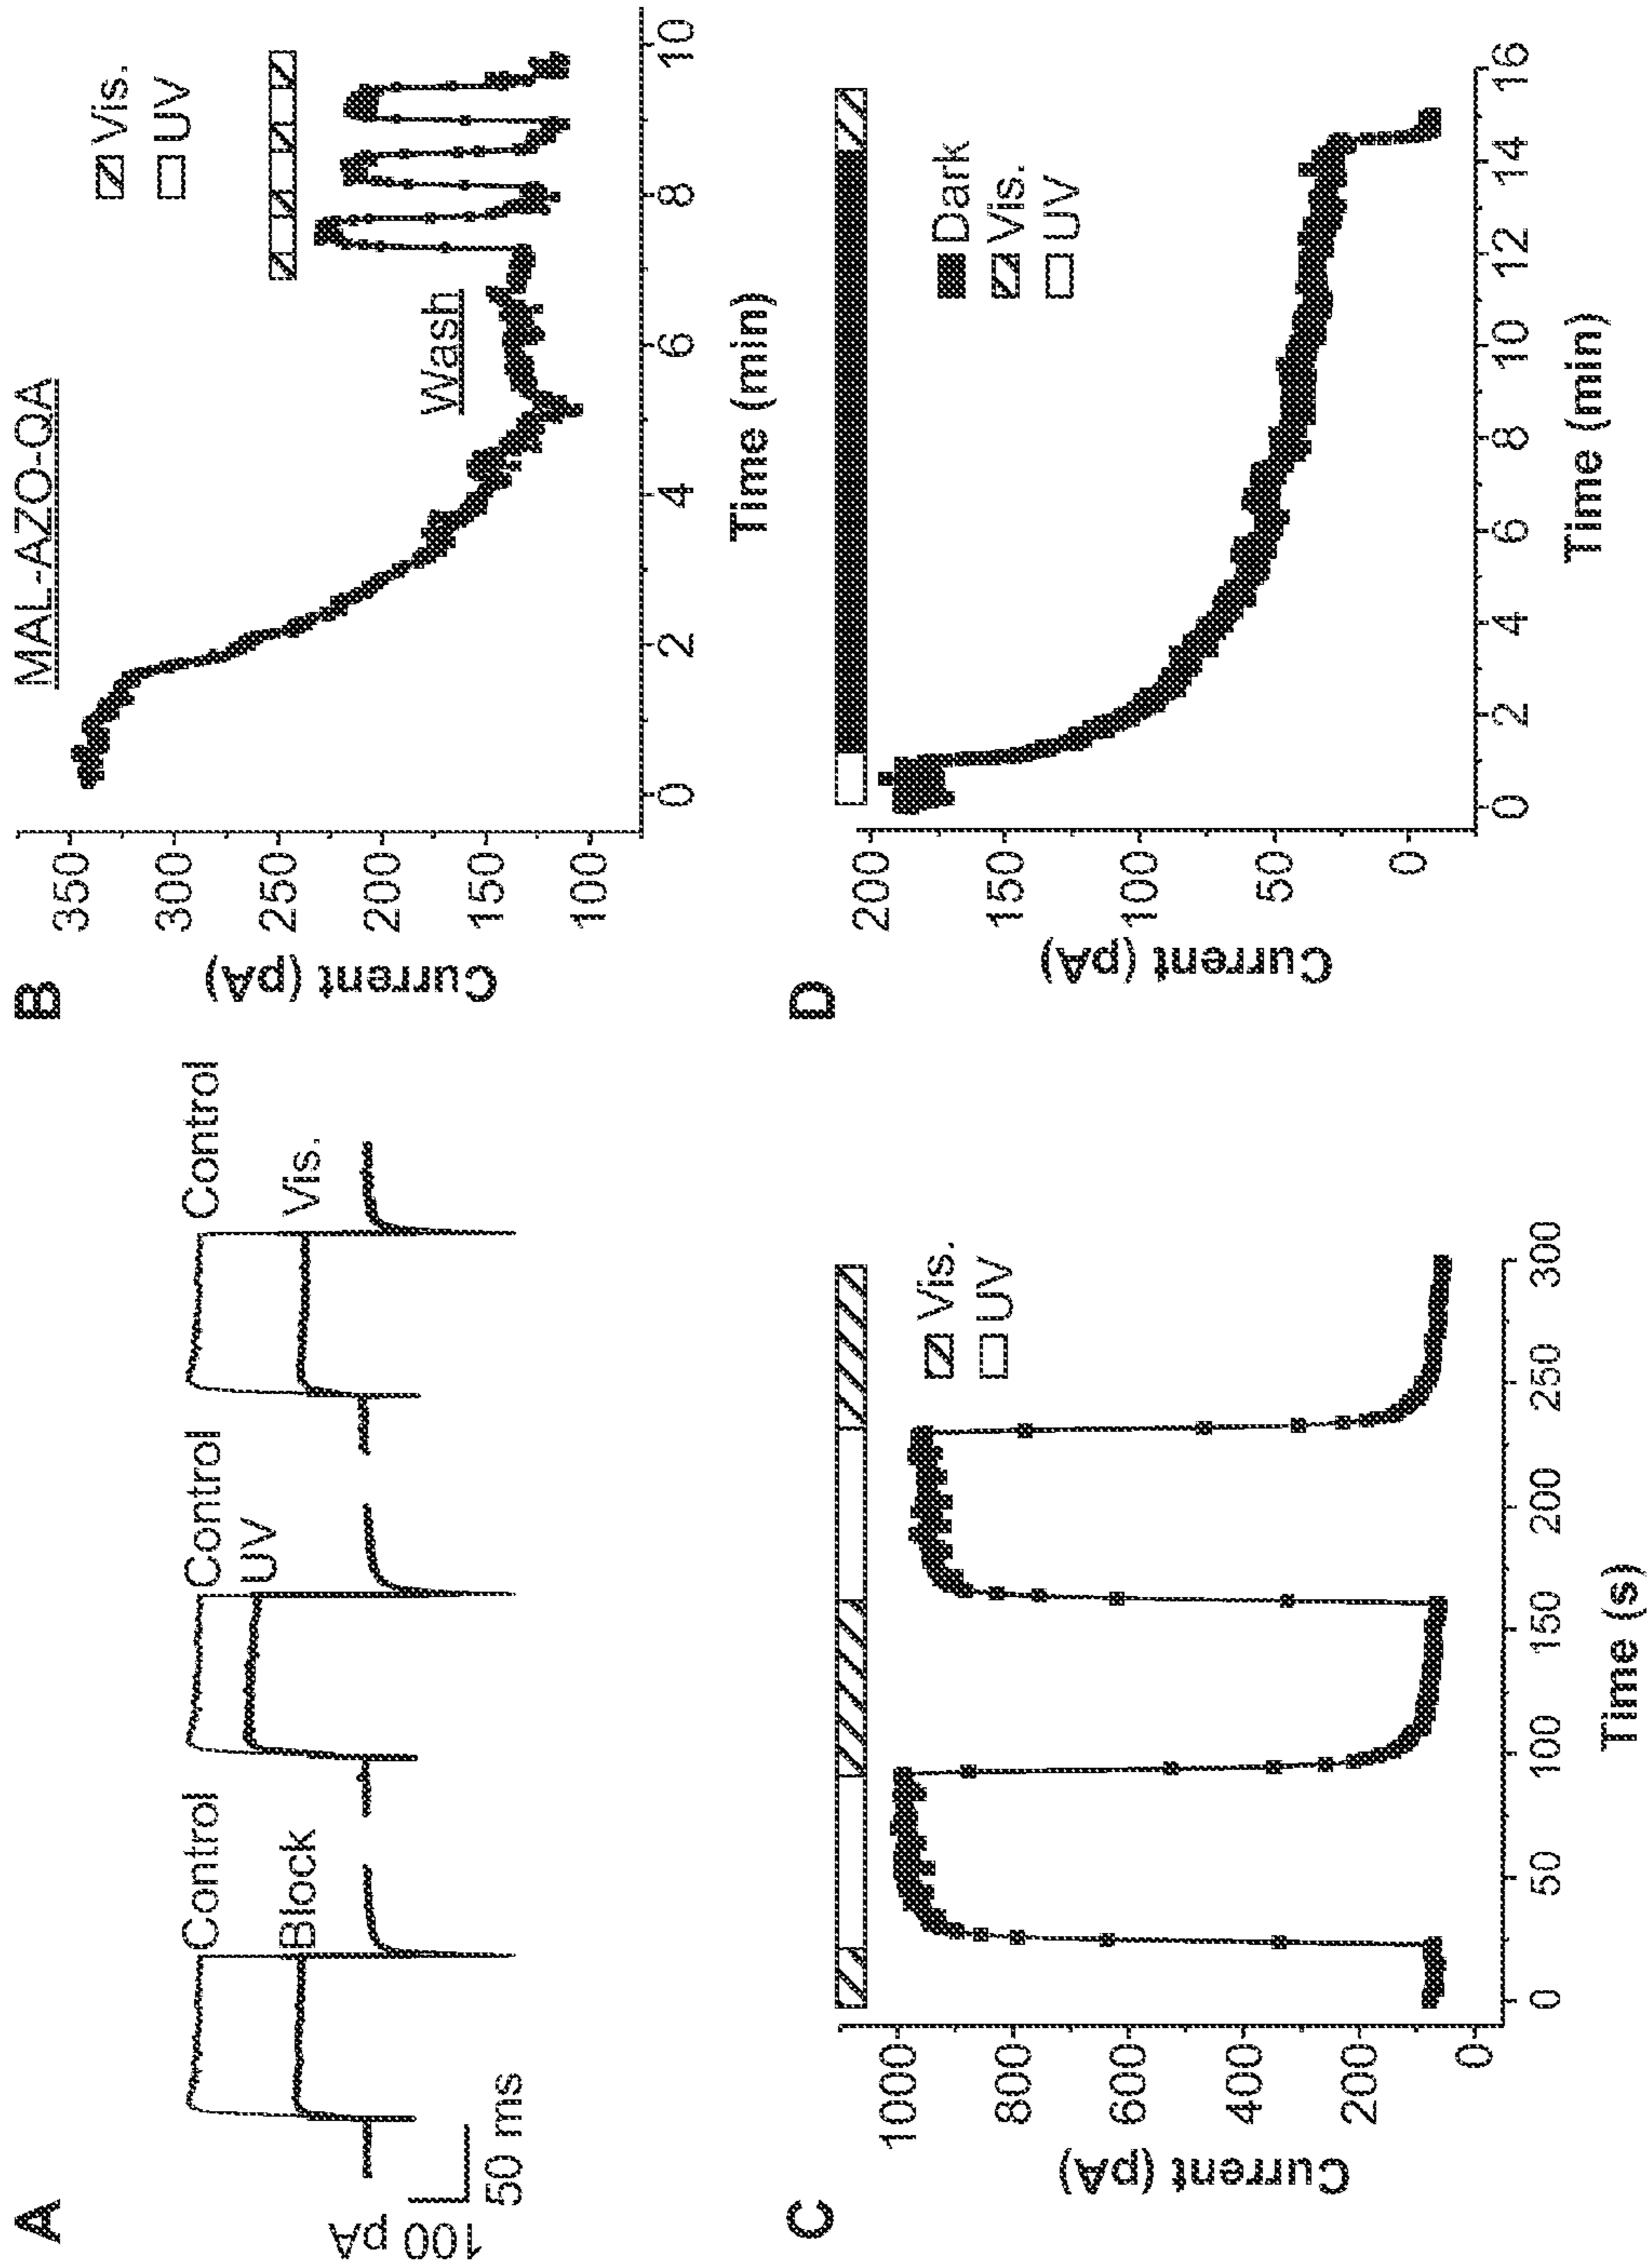 A
Control
Block
Control
UV
Control
Vis.
100 pA
50 ms
B
MAL-AZO-QA
Vis.
UV
Wash
350
300
250
200
150
100
Current (pA)
0 2 4 6 8 10
Time (min)
C
Vis.
UV
1000
800
600
400
200
0
Current (pA)
0 50 100 150 200 250 300
Time (s)
D
Dark
Vis.
UV
200
150
100
50
0
Current (pA)
0 2 4 6 8 10 12 14 16
Time (min)